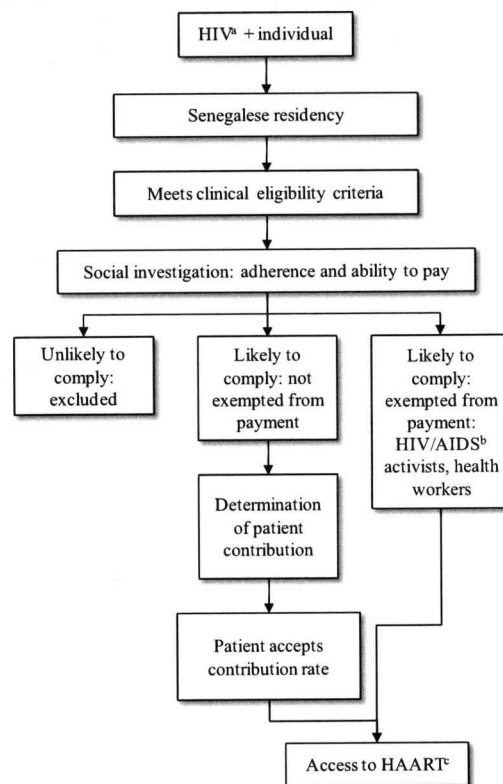 HIVᵃ + individual
Senegalese residency
Meets clinical eligibility criteria
Social investigation: adherence and ability to pay
Unlikely to
comply:
excluded
Likely to
comply: not
exempted from
payment
Likely to
comply:
exempted from
payment:
HIV/AIDSᵇ
activists, health
workers
Determination
of patient
contribution
Patient accepts
contribution rate
Access to HAARTᶜ